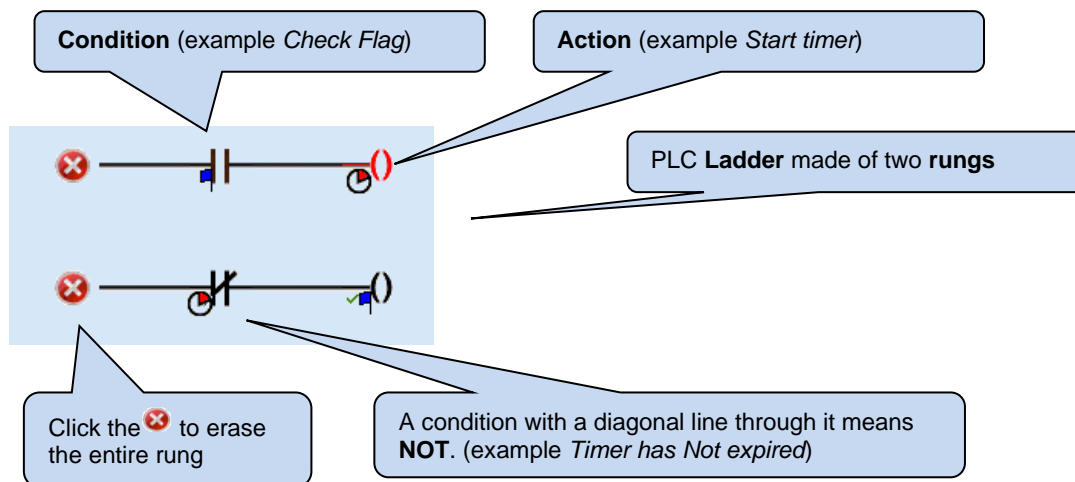 Condition (example Check Flag)
Action (example Start timer)
PLC Ladder made of two rungs
Click the to erase
the entire rung
A condition with a diagonal line through it means
NOT. (example Timer has Not expired)